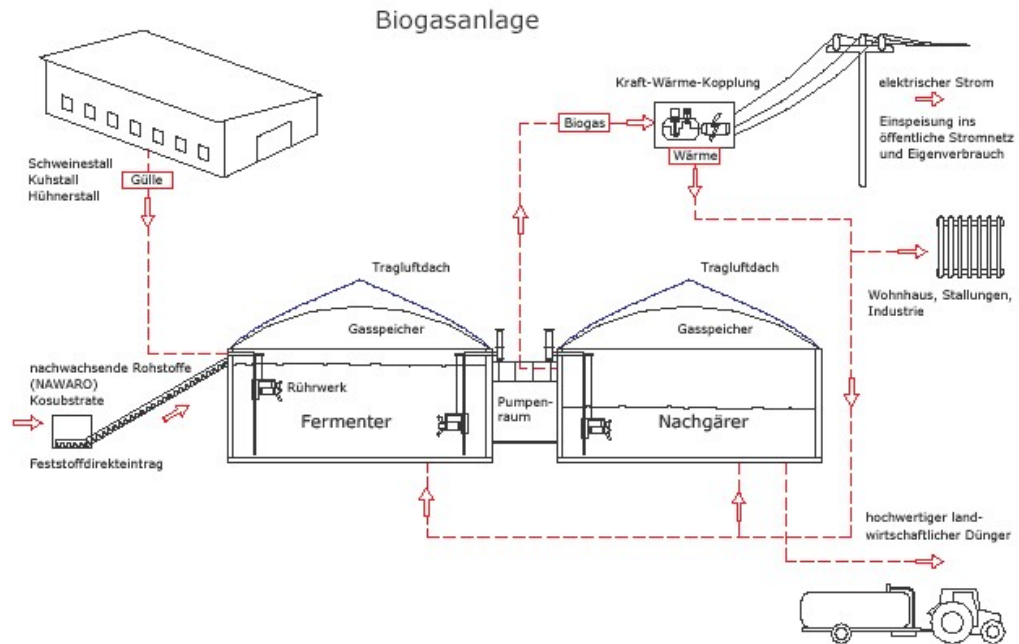 Biogasanlage
Schweinestall
Kuhstall
Hühnerstall
Gülle
Kraft-Wärme-Kopplung
Biogas
Wärme
elektrischer Strom
Einspeisung ins
öffentliche Stromnetz
und Eigenverbrauch
Wohnhaus, Stallungen,
Industrie
Tragluftdach
Gasspeicher
Tragluftdach
Gasspeicher
nachwachsende Rohstoffe
(NAWARO)
Kosubstrate
Feststoffdirekteintrag
Rührwerk
Fermenter
Pumpen-
raum
Nachgärer
hochwertiger land-
wirtschaftlicher Dünger